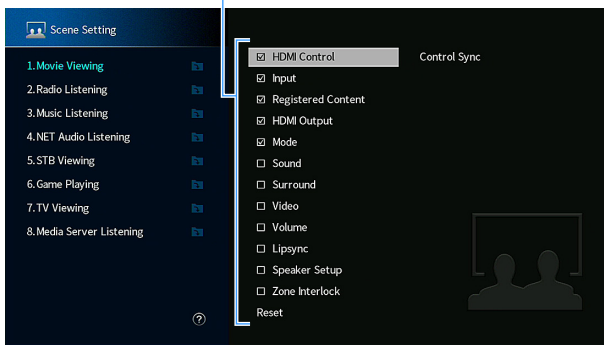 Scene Setting
1.Movie Viewing
2.Radio Listening
3.Music Listening
4.NET Audio Listening
5.STB Viewing
6.Game Playing
7.TV Viewing
8.Media Server Listening
?
HDMI Control Control Sync
Input
Registered Content
HDMI Output
Mode
Sound
Surround
Video
Volume
Lipsync
Speaker Setup
Zone Interlock
Reset